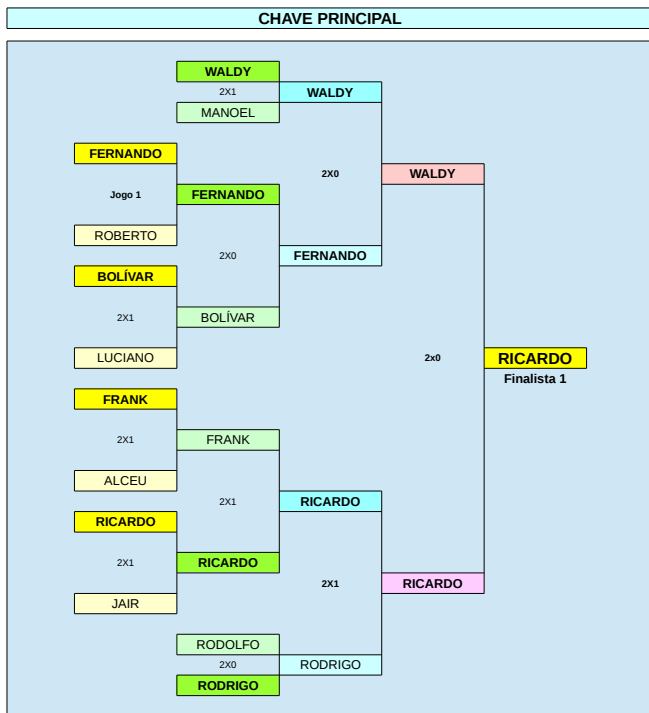 CHAVE PRINCIPAL
WALDY
2X1
WALDY
MANOEL
FERNANDO
2X0
WALDY
Jogo 1
FERNANDO
ROBERTO
2X0
FERNANDO
BOLÍVAR
2X1
BOLÍVAR
LUCIANO
2x0
RICARDO
Finalista 1
FRANK
2X1
FRANK
ALCEU
2X1
RICARDO
RICARDO
2X1
RICARDO
2X1
RICARDO
JAIR
RODOLFO
2X0
RODRIGO
RODRIGO